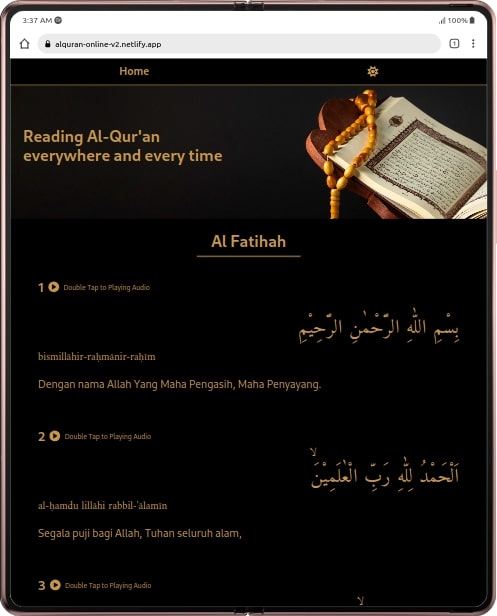 3:37 AM
100%
alquran-online-v2.netlify.app
1
Home
Reading Al-Qur'an
everywhere and every time
Al Fatihah
1 Double Tap to Playing Audio
بِسْمِ اللّٰهِ الرَّحْمٰنِ الرَّحِيْمِ
bismillāhir-raḥmānir-raḥīm
Dengan nama Allah Yang Maha Pengasih, Maha Penyayang.
2 Double Tap to Playing Audio
اَلْحَمْدُ لِلّٰهِ رَبِّ الْعٰلَمِيْنَۙ
al-ḥamdu lillāhi rabbil-'ālamīn
Segala puji bagi Allah, Tuhan seluruh alam,
3 Double Tap to Playing Audio